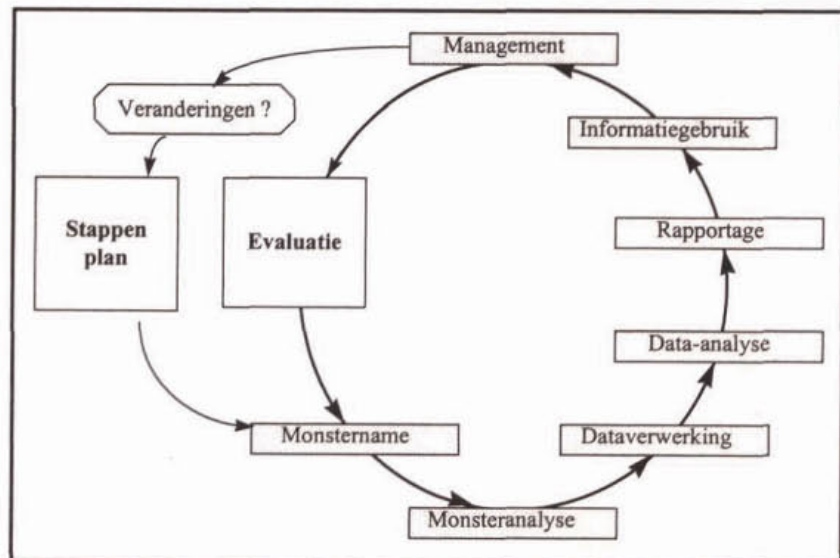 Management
Veranderingen ?
Informatiegebruik
Stappen
plan
Evaluatie
Rapportage
Data-analyse
Monstername
Dataverwerking
Monsteranalyse